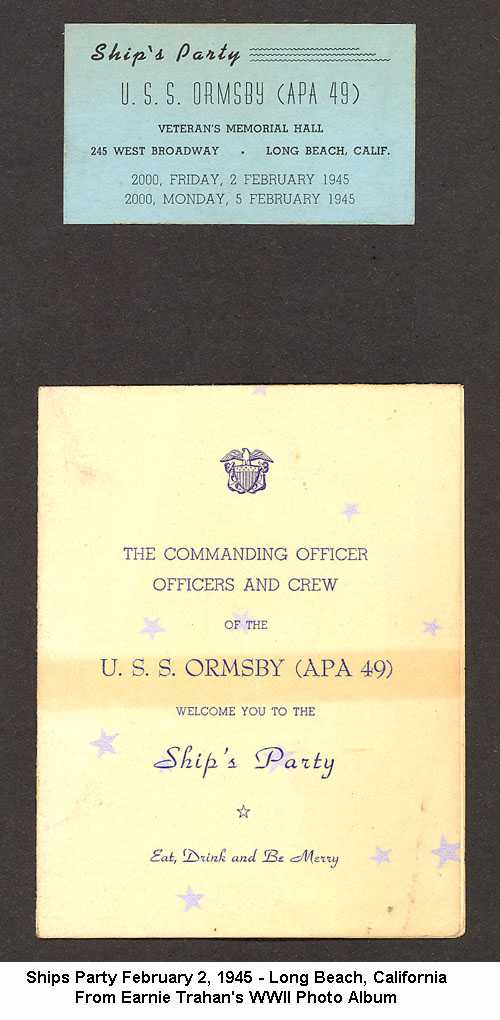 Ship's Party
U. S. S. ORMSBY (APA 49)
VETERAN'S MEMORIAL HALL
245 WEST BROADWAY • LONG BEACH, CALIF.
2000, FRIDAY, 2 FEBRUARY 1945
2000, MONDAY, 5 FEBRUARY 1945
THE COMMANDING OFFICER
OFFICERS AND CREW
OF THE
U. S. S. ORMSBY (APA 49)
WELCOME YOU TO THE
Ship's Party
Eat, Drink and Be Merry
Ships Party February 2, 1945 - Long Beach, California
From Earnie Trahan's WWII Photo Album